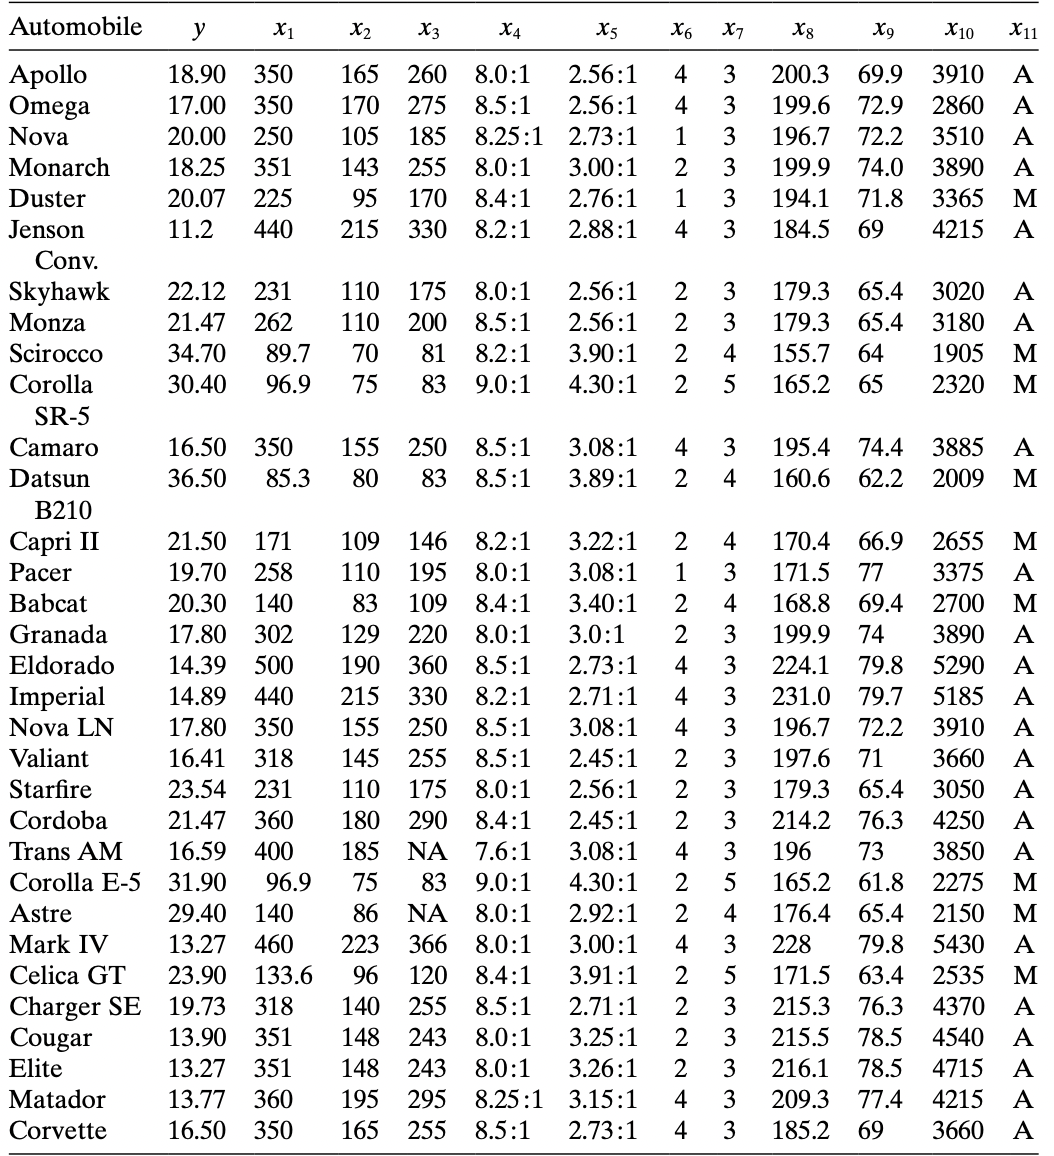 Automobile y x1 x2 x3 x4 x5 x6 x7 x8 x9 x10 x11
Apollo 18.90 350 165 260 8.0:1 2.56:1 4 3 200.3 69.9 3910 A
Omega 17.00 350 170 275 8.5:1 2.56:1 4 3 199.6 72.9 2860 A
Nova 20.00 250 105 185 8.25:1 2.73:1 1 3 196.7 72.2 3510 A
Monarch 18.25 351 143 255 8.0:1 3.00:1 2 3 199.9 74.0 3890 A
Duster 20.07 225 95 170 8.4:1 2.76:1 1 3 194.1 71.8 3365 M
Jenson 11.2 440 215 330 8.2:1 2.88:1 4 3 184.5 69 4215 A
Conv.
Skyhawk 22.12 231 110 175 8.0:1 2.56:1 2 3 179.3 65.4 3020 A
Monza 21.47 262 110 200 8.5:1 2.56:1 2 3 179.3 65.4 3180 A
Scirocco 34.70 89.7 70 81 8.2:1 3.90:1 2 4 155.7 64 1905 M
Corolla 30.40 96.9 75 83 9.0:1 4.30:1 2 5 165.2 65 2320 M
SR-5
Camaro 16.50 350 155 250 8.5:1 3.08:1 4 3 195.4 74.4 3885 A
Datsun 36.50 85.3 80 83 8.5:1 3.89:1 2 4 160.6 62.2 2009 M
B210
Capri II 21.50 171 109 146 8.2:1 3.22:1 2 4 170.4 66.9 2655 M
Pacer 19.70 258 110 195 8.0:1 3.08:1 1 3 171.5 77 3375 A
Babcat 20.30 140 83 109 8.4:1 3.40:1 2 4 168.8 69.4 2700 M
Granada 17.80 302 129 220 8.0:1 3.0:1 2 3 199.9 74 3890 A
Eldorado 14.39 500 190 360 8.5:1 2.73:1 4 3 224.1 79.8 5290 A
Imperial 14.89 440 215 330 8.2:1 2.71:1 4 3 231.0 79.7 5185 A
Nova LN 17.80 350 155 250 8.5:1 3.08:1 4 3 196.7 72.2 3910 A
Valiant 16.41 318 145 255 8.5:1 2.45:1 2 3 197.6 71 3660 A
Starfire 23.54 231 110 175 8.0:1 2.56:1 2 3 179.3 65.4 3050 A
Cordoba 21.47 360 180 290 8.4:1 2.45:1 2 3 214.2 76.3 4250 A
Trans AM 16.59 400 185 NA 7.6:1 3.08:1 4 3 196 73 3850 A
Corolla E-5 31.90 96.9 75 83 9.0:1 4.30:1 2 5 165.2 61.8 2275 M
Astre 29.40 140 86 NA 8.0:1 2.92:1 2 4 176.4 65.4 2150 M
Mark IV 13.27 460 223 366 8.0:1 3.00:1 4 3 228 79.8 5430 A
Celica GT 23.90 133.6 96 120 8.4:1 3.91:1 2 5 171.5 63.4 2535 M
Charger SE 19.73 318 140 255 8.5:1 2.71:1 2 3 215.3 76.3 4370 A
Cougar 13.90 351 148 243 8.0:1 3.25:1 2 3 215.5 78.5 4540 A
Elite 13.27 351 148 243 8.0:1 3.26:1 2 3 216.1 78.5 4715 A
Matador 13.77 360 195 295 8.25:1 3.15:1 4 3 209.3 77.4 4215 A
Corvette 16.50 350 165 255 8.5:1 2.73:1 4 3 185.2 69 3660 A